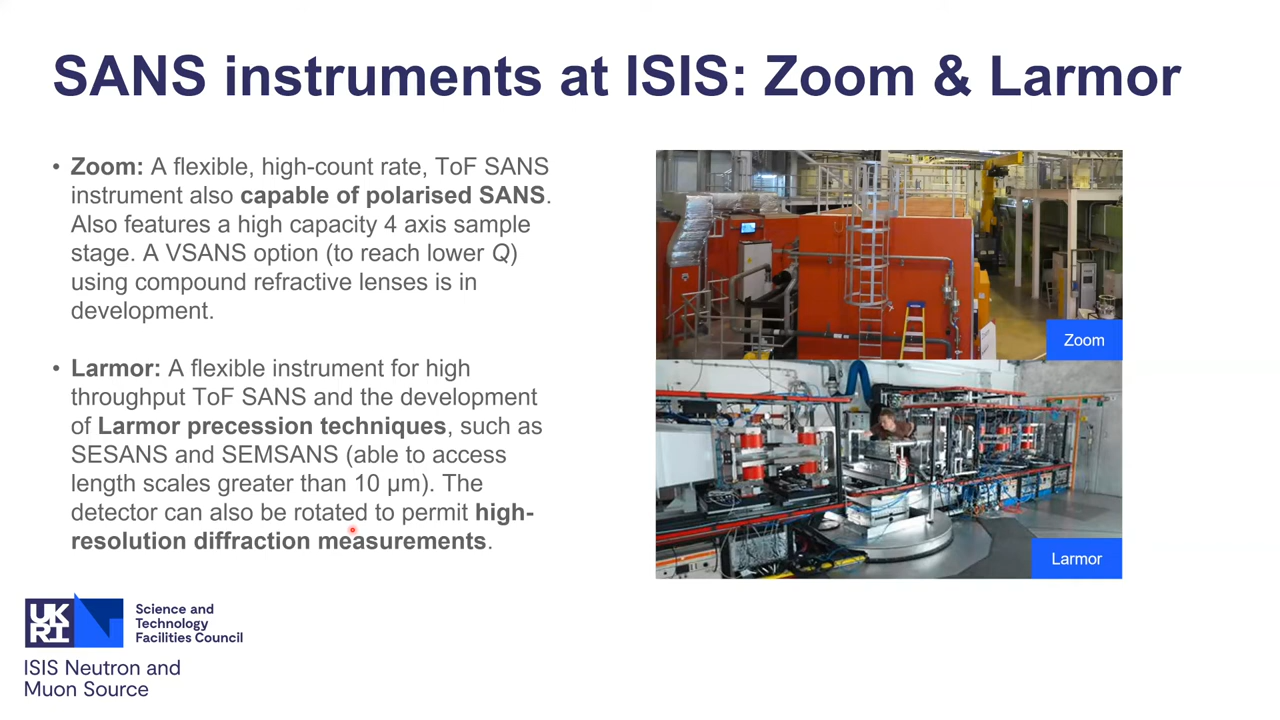 SANS instruments at ISIS: Zoom & Larmor
• Zoom: A flexible, high-count rate, ToF SANS
instrument also capable of polarised SANS.
Also features a high capacity 4 axis sample
stage. A VSANS option (to reach lower Q)
using compound refractive lenses is in
development.
• Larmor: A flexible instrument for high
throughput ToF SANS and the development
of Larmor precession techniques, such as
SESANS and SEMSANS (able to access
length scales greater than 10 μm). The
detector can also be rotated to permit high-
resolution diffraction measurements.
Zoom
Larmor
UK
RI
Science and
Technology
Facilities Council
ISIS Neutron and
Muon Source